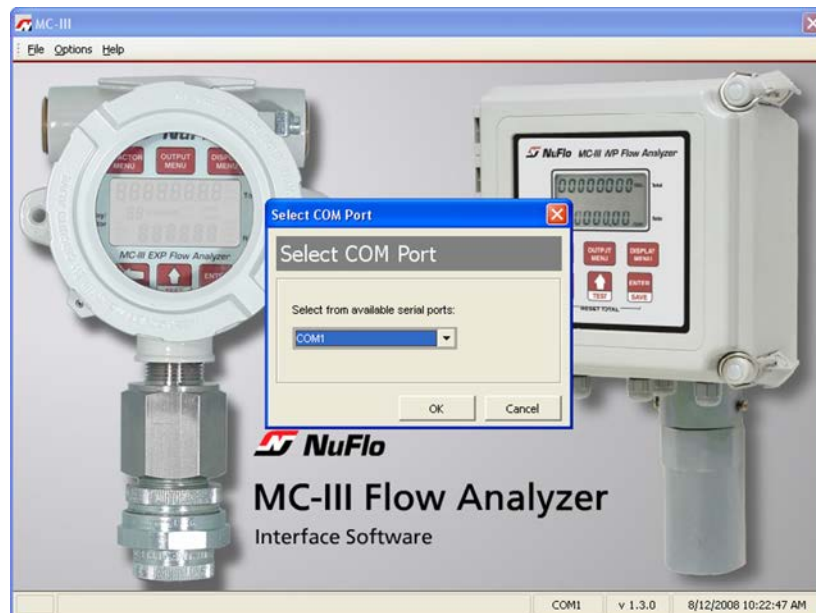 MC-III
File Options Help
NuFlo
OUTPUT
MENU
MC-III EXP Flow Analyzer
NuFlo MC-III WP Flow Analyzer
OUTPUT
MENU
DISPLAY
MENU
TEST
ENTER
SAVE
RESET TOTAL
Select COM Port
Select COM Port
Select from available serial ports:
COM1
OK Cancel
NuFlo
MC-III Flow Analyzer
Interface Software
COM1 v 1.3.0 8/12/2008 10:22:47 AM